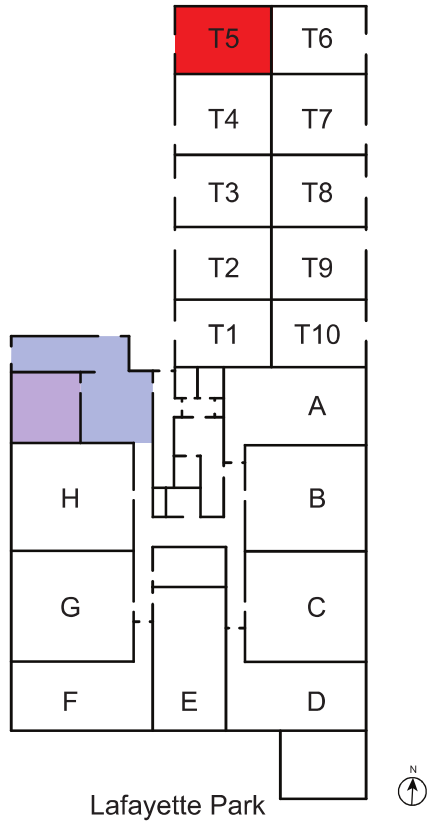 T5 T6
T4 T7
T3 T8
T2 T9
T1 T10
A
H B
G C
F E D
N
Lafayette Park